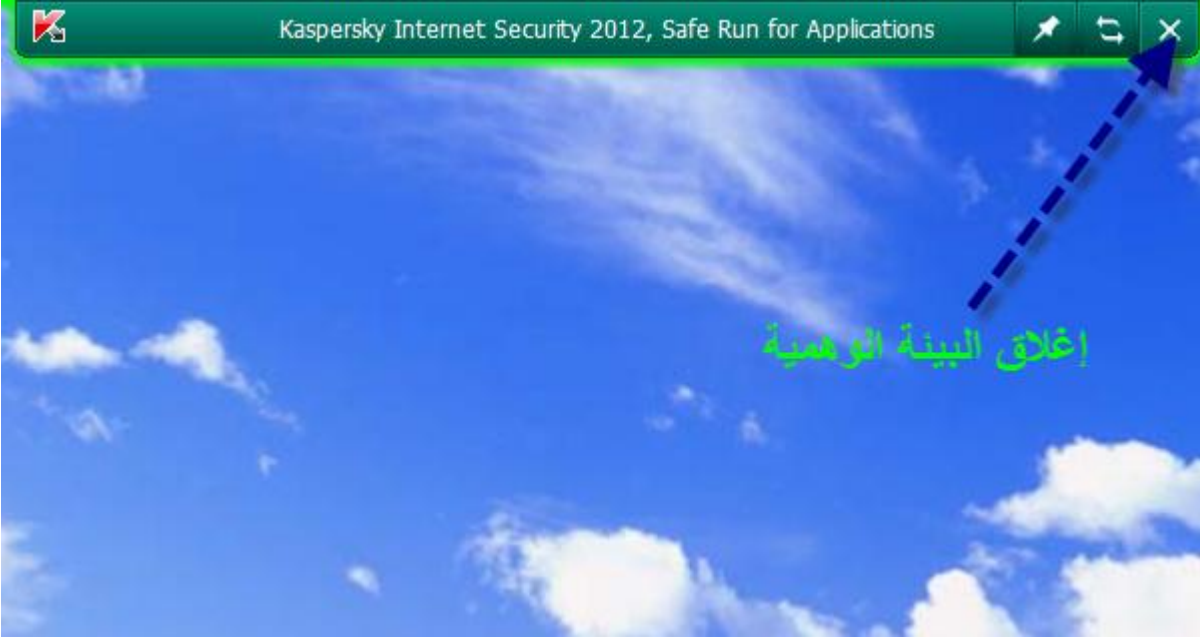 Kaspersky Internet Security 2012, Safe Run for Applications
إغلاق البيئة الوهمية